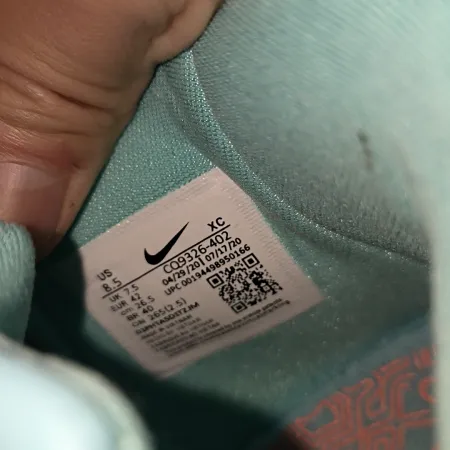 XC
CQ9326-402
04/29/20 07/17/20
UPC 00194498950166
US
8.5
UK 7.5
EUR 42
cm 26.5
BR 40
CN 265(2.5)